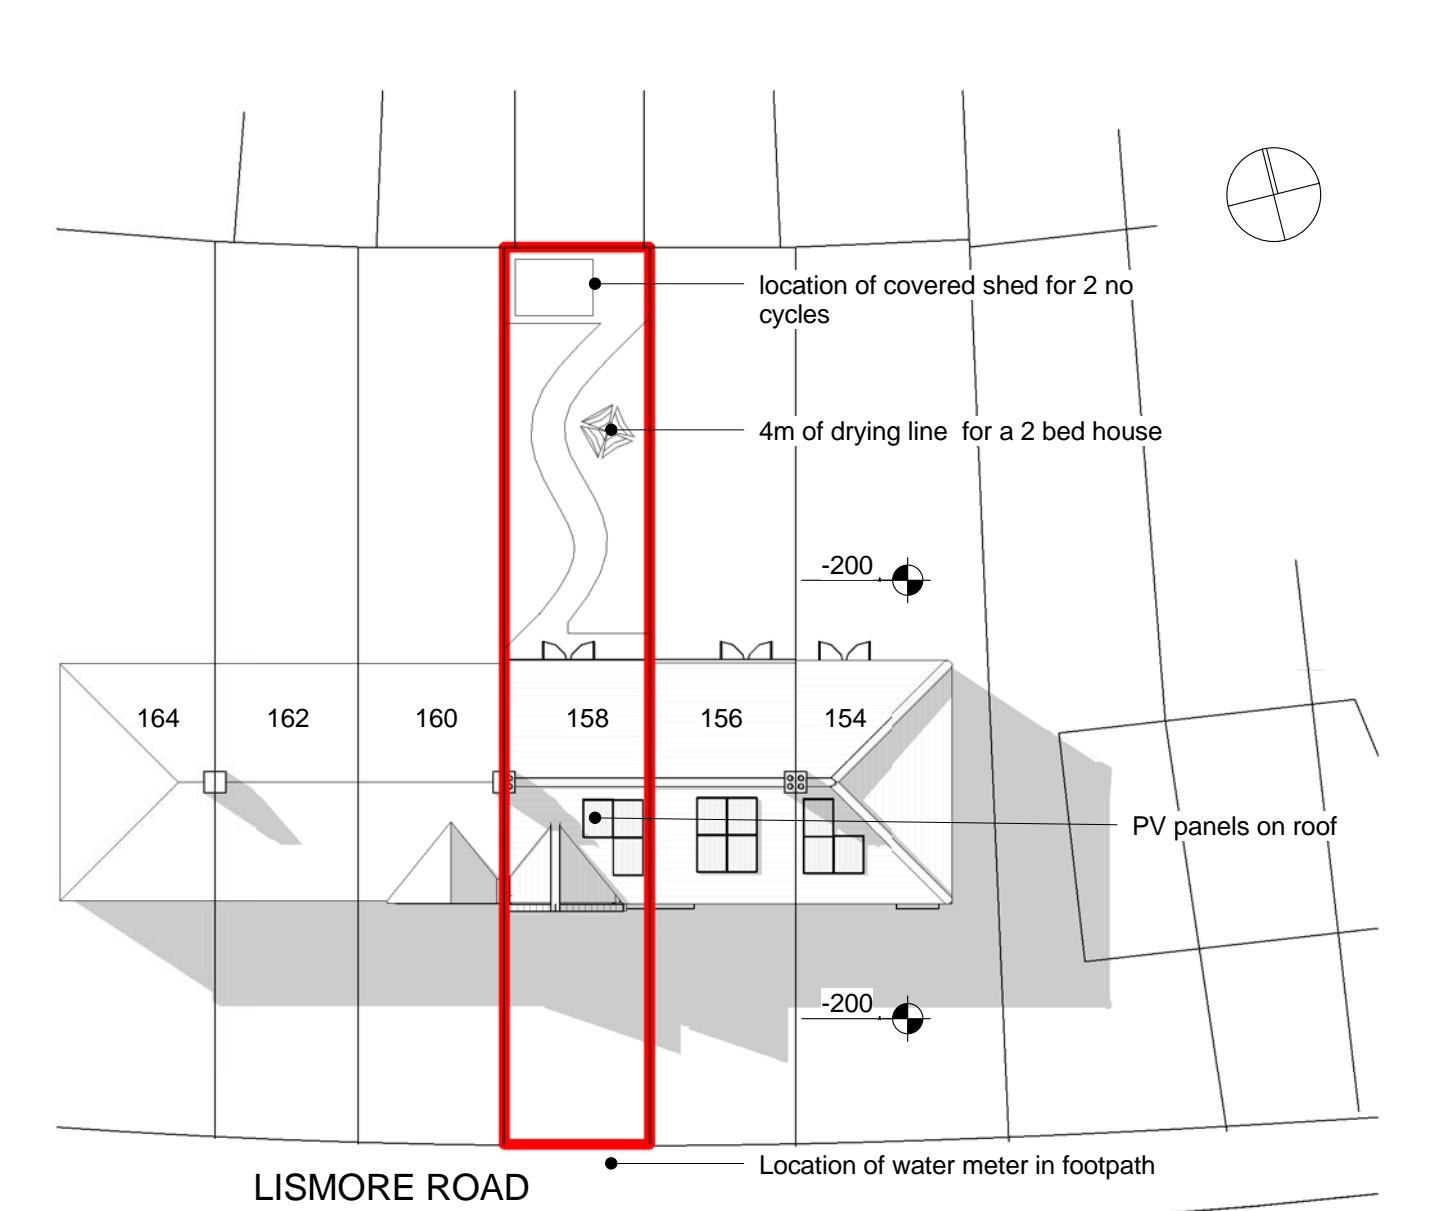 location of covered shed for 2 no
cycles
4m of drying line for a 2 bed house
-200
164
162
160
158
156
154
PV panels on roof
-200
Location of water meter in footpath
LISMORE ROAD